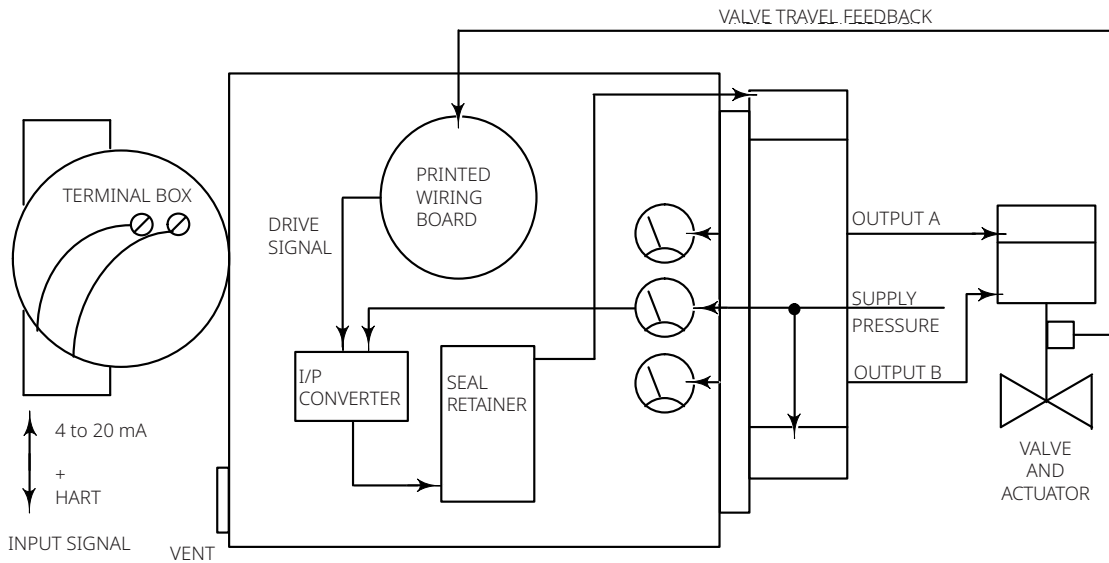 VALVE TRAVEL FEEDBACK
TERMINAL BOX
PRINTED
WIRING
BOARD
DRIVE
SIGNAL
OUTPUT A
SUPPLY
PRESSURE
OUTPUT B
I/P
CONVERTER
SEAL
RETAINER
4 to 20 mA
+
HART
INPUT SIGNAL
VENT
VALVE
AND
ACTUATOR